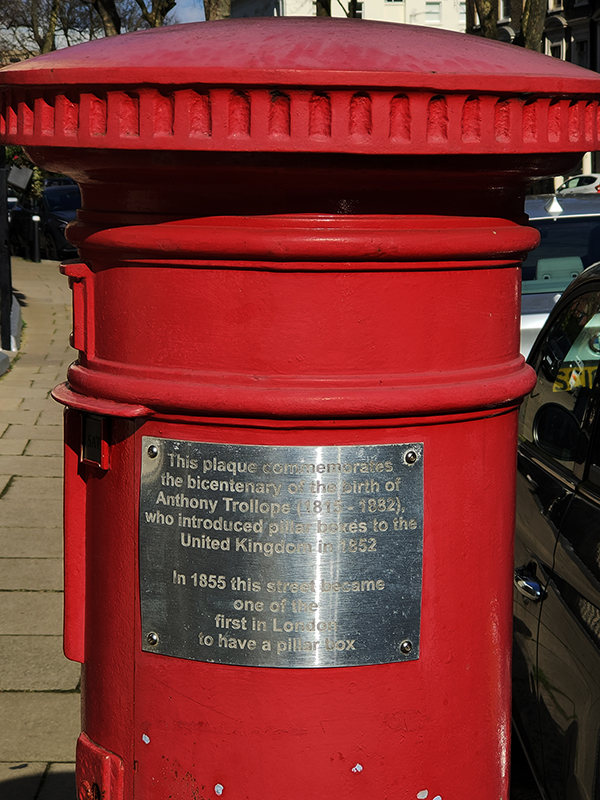 This plaque commemorates
the bicentenary of the birth of
Anthony Trollope (1815 - 1882),
who introduced pillar boxes to the
United Kingdom in 1852
In 1855 this street became
one of the
first in London
to have a pillar box